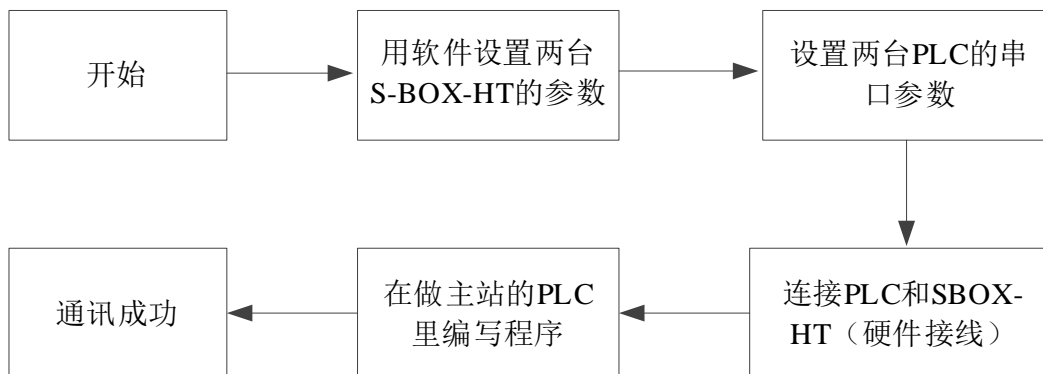 开始
用软件设置两台
S-BOX-HT的参数
设置两台PLC的串
口参数
连接PLC和SBOX-
HT（硬件接线）
在做主站的PLC
里编写程序
通讯成功